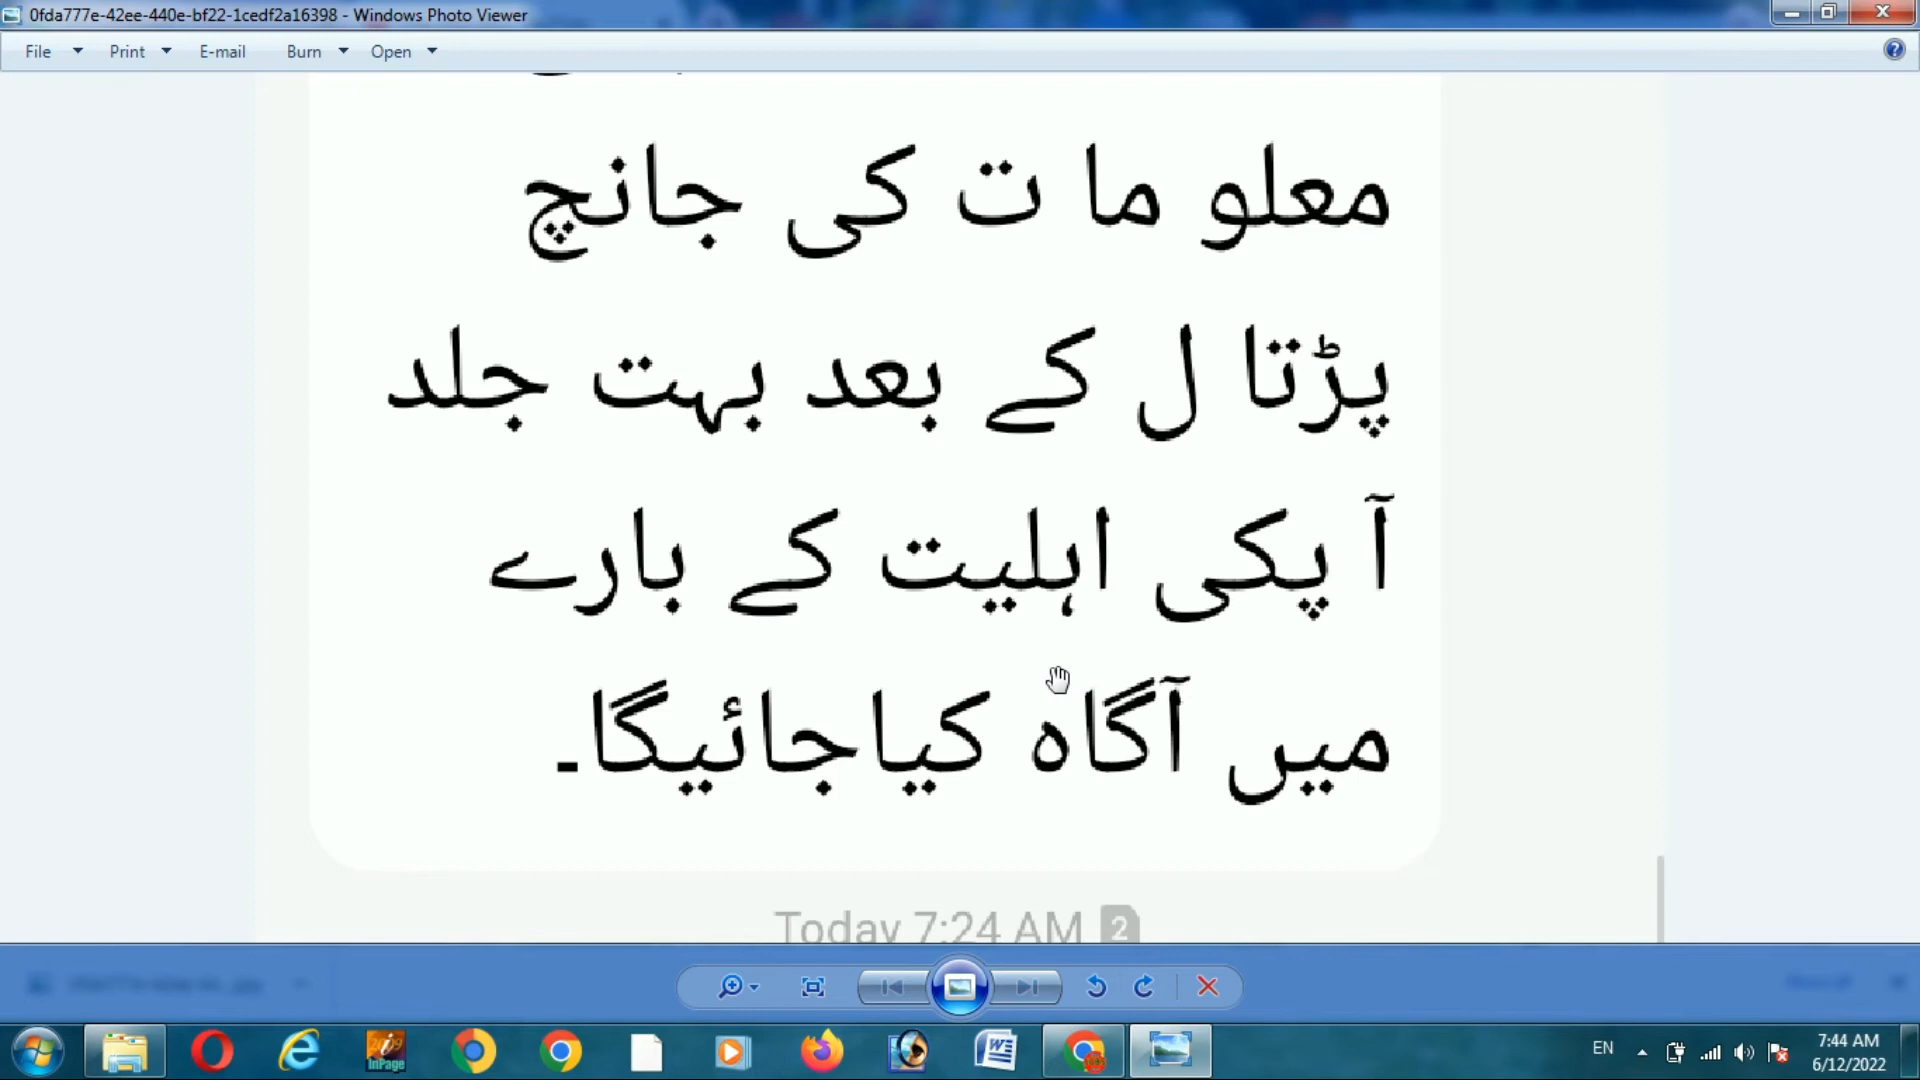 0fda777e-42ee-440e-bf22-1cedf2a16398 - Windows Photo Viewer
File Print E-mail Burn Open
معلو ما ت کی جانچ
پڑتا ل کے بعد بہت جلد
آ پکی اہلیت کے بارے
میں آگاہ کیاجائیگا۔
Today 7:24 AM 2
2009
InPage
EN
7:44 AM
6/12/2022